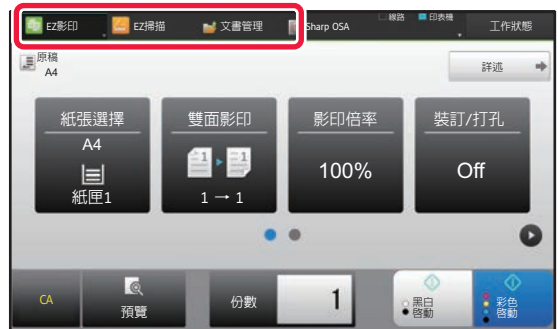 EZ影印 EZ掃描 文書管理 Sharp OSA 線路 印表機 工作狀態
原稿
A4
詳述
紙張選擇 雙面影印 影印倍率 裝訂/打孔
A4
紙匣1
1 → 1
100%
Off
CA
預覽
份數
1
黑白
啓動
彩色
啓動